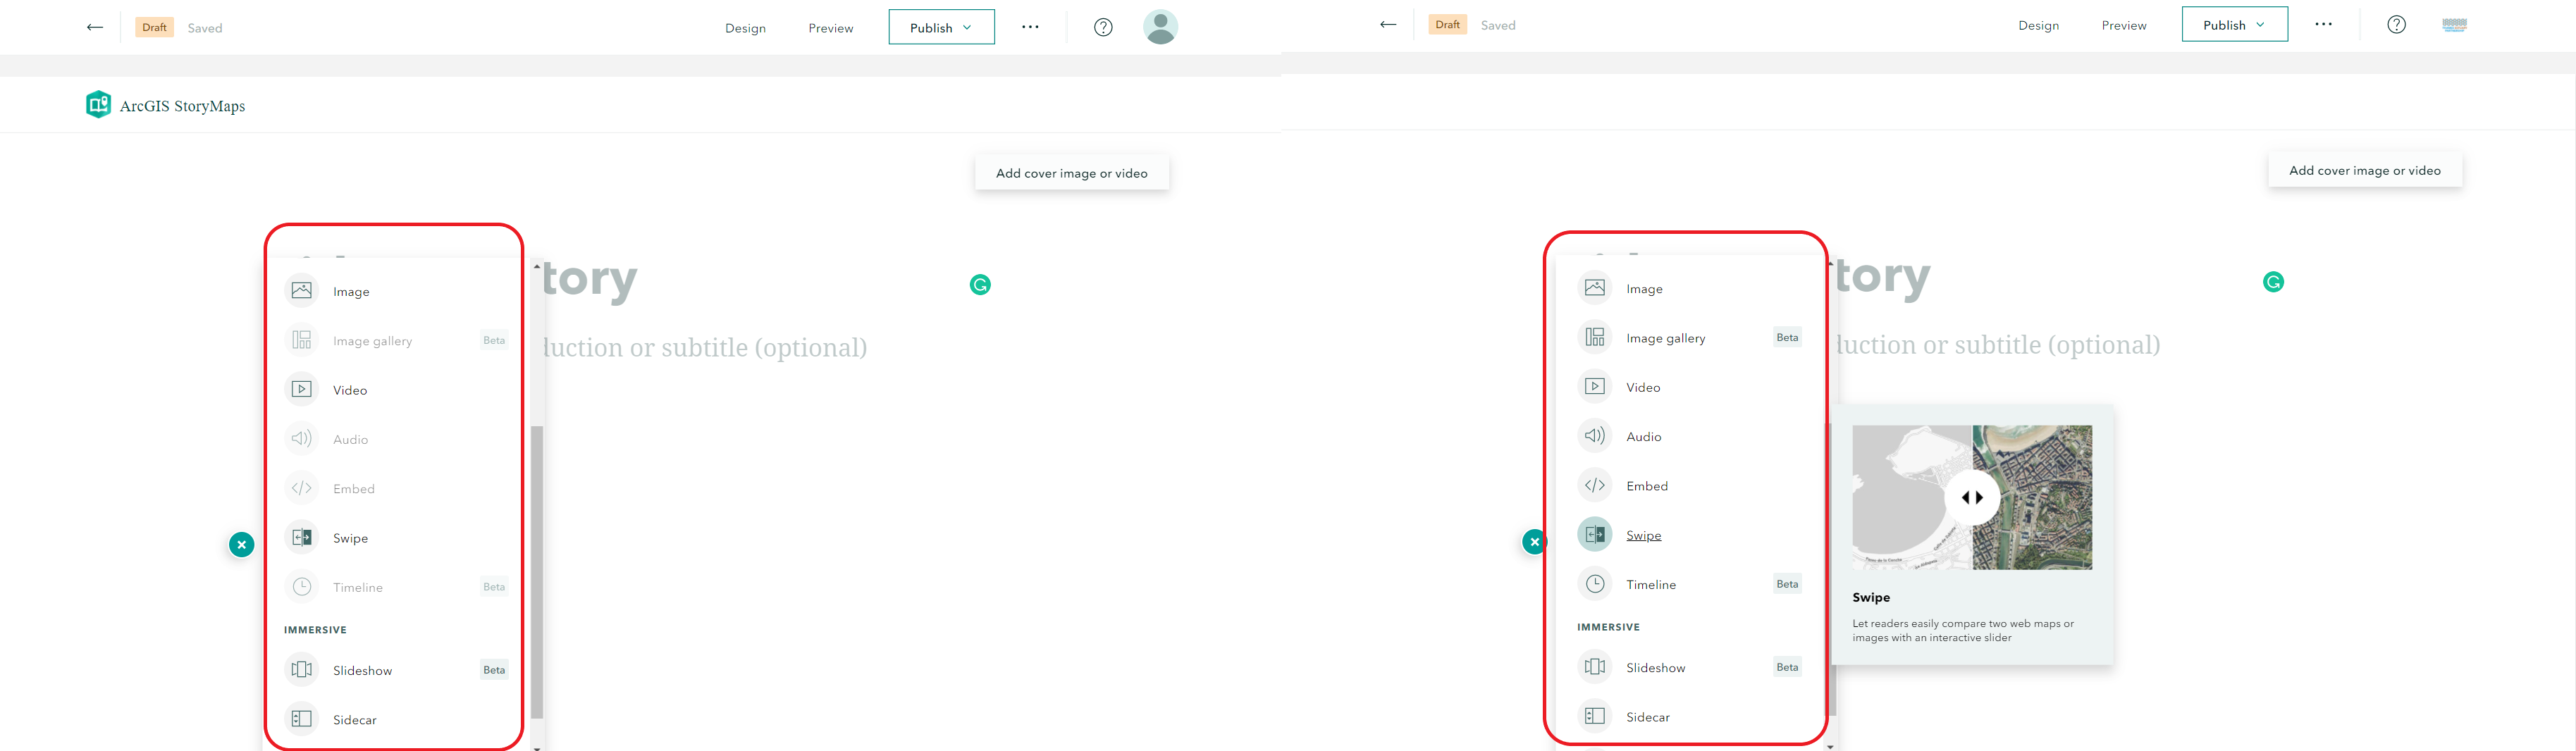 Draft Saved Design Preview Publish
ArcGIS StoryMaps
Add cover image or video
tory
duction or subtitle (optional)
Image
Image gallery Beta
Video
Audio
Embed
Swipe
Timeline Beta
IMMERSIVE
Slideshow Beta
Sidecar
Draft Saved Design Preview Publish
Add cover image or video
tory
duction or subtitle (optional)
Image
Image gallery Beta
Video
Audio
Embed
Swipe
Timeline Beta
IMMERSIVE
Slideshow Beta
Sidecar
Swipe
Let readers easily compare two web maps or
images with an interactive slider